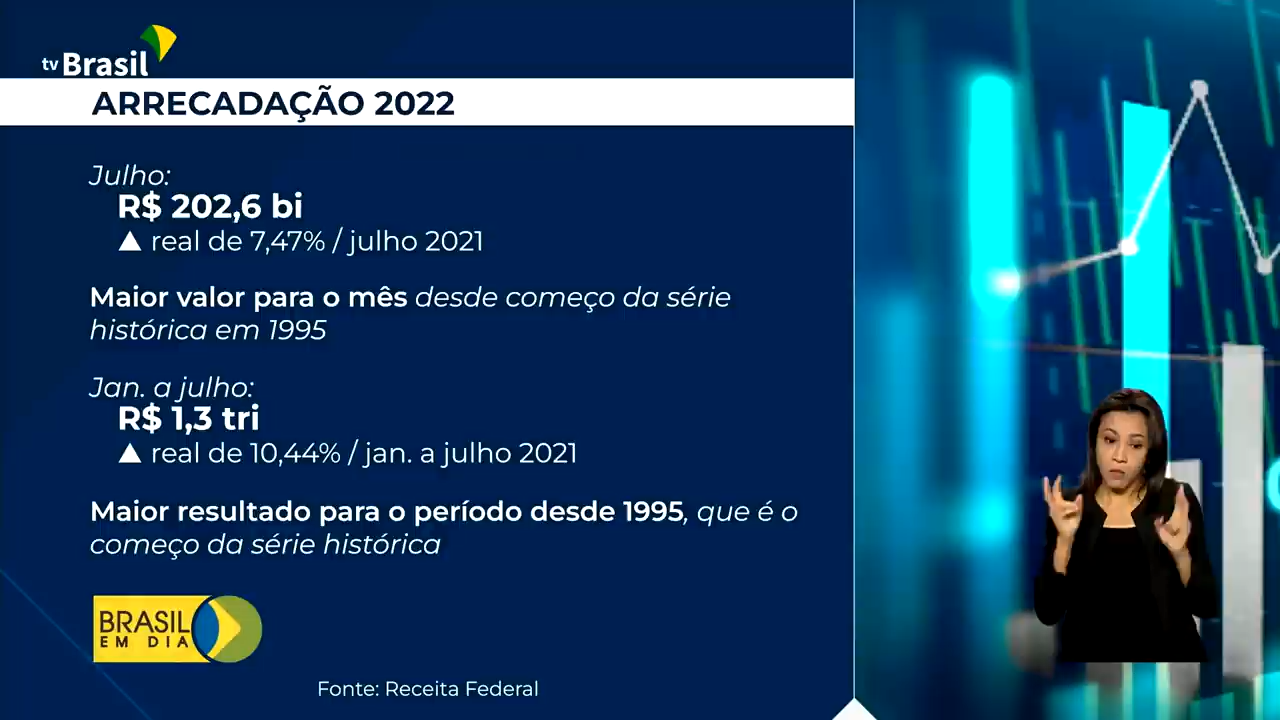 tv Brasil
ARRECADAÇÃO 2022
Julho:
R$ 202,6 bi
▲ real de 7,47% / julho 2021
Maior valor para o mês desde começo da série
histórica em 1995
Jan. a julho:
R$ 1,3 tri
▲ real de 10,44% / jan. a julho 2021
Maior resultado para o período desde 1995, que é o
começo da série histórica
BRASIL
EM DIA
Fonte: Receita Federal